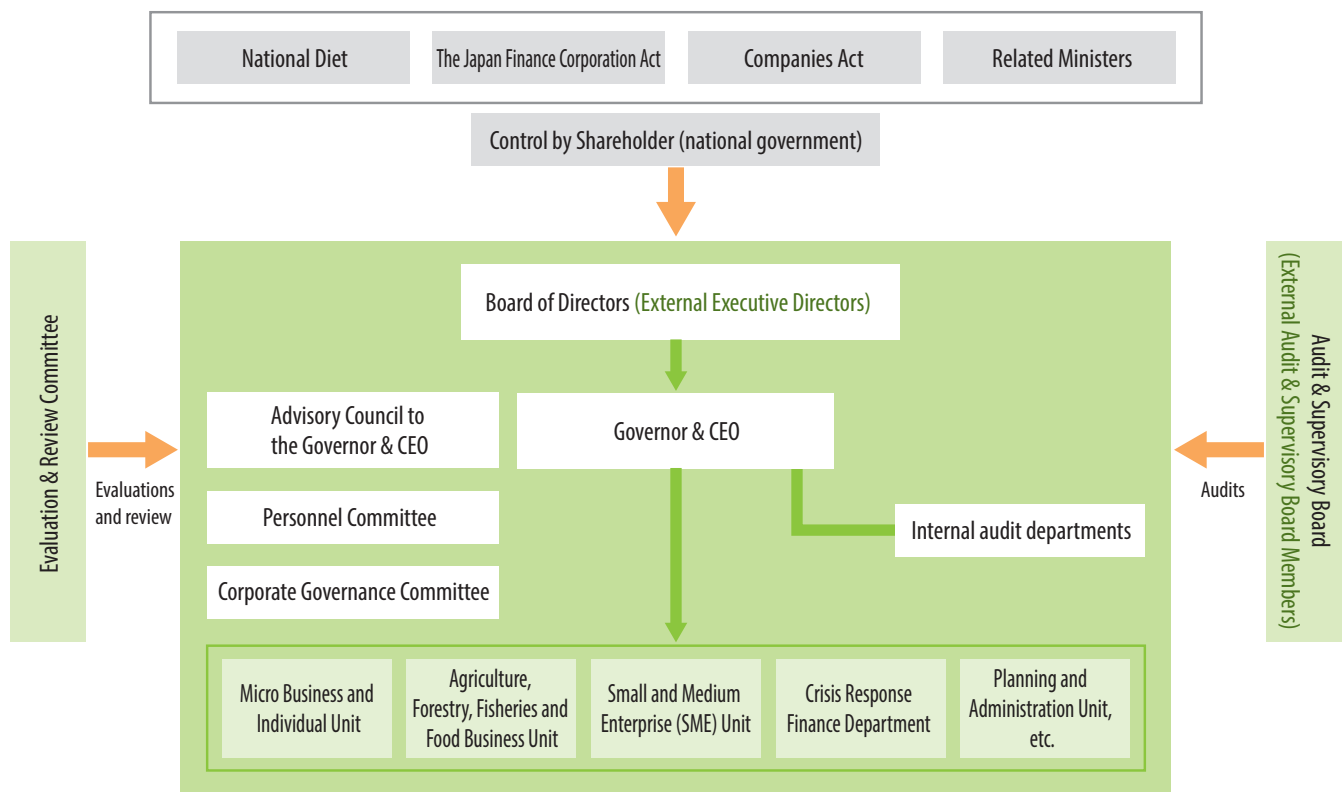 National Diet
The Japan Finance Corporation Act
Companies Act
Related Ministers
Control by Shareholder (national government)
Evaluation & Review Committee
Evaluations
and review
Board of Directors (External Executive Directors)
Advisory Council to
the Governor & CEO
Governor & CEO
Personnel Committee
Internal audit departments
Corporate Governance Committee
Micro Business and
Individual Unit
Agriculture,
Forestry, Fisheries and
Food Business Unit
Small and Medium
Enterprise (SME) Unit
Crisis Response
Finance Department
Planning and
Administration Unit,
etc.
Audits
Audit & Supervisory Board
(External Audit & Supervisory Board Members)